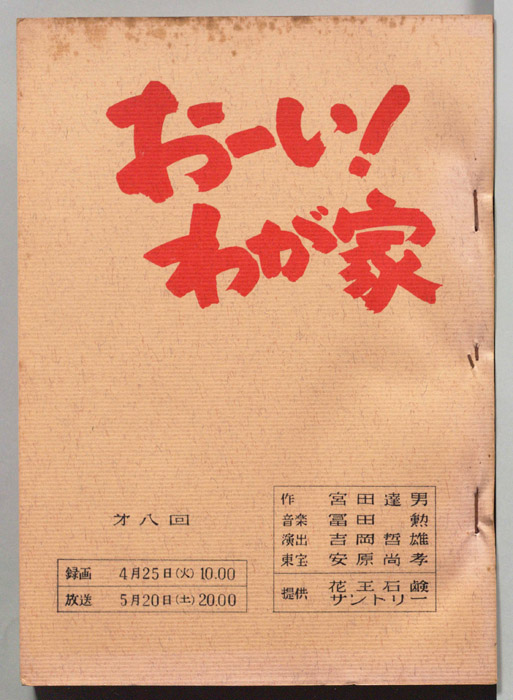 おーい!
わが家
才八回
録画 4月25日(火) 10.00
放送 5月20日(土) 20.00
作 宮田達男
音楽 冨田 勲
演出 吉岡哲雄
東宝 安原尚孝
提供 花王石鹸
サントリー